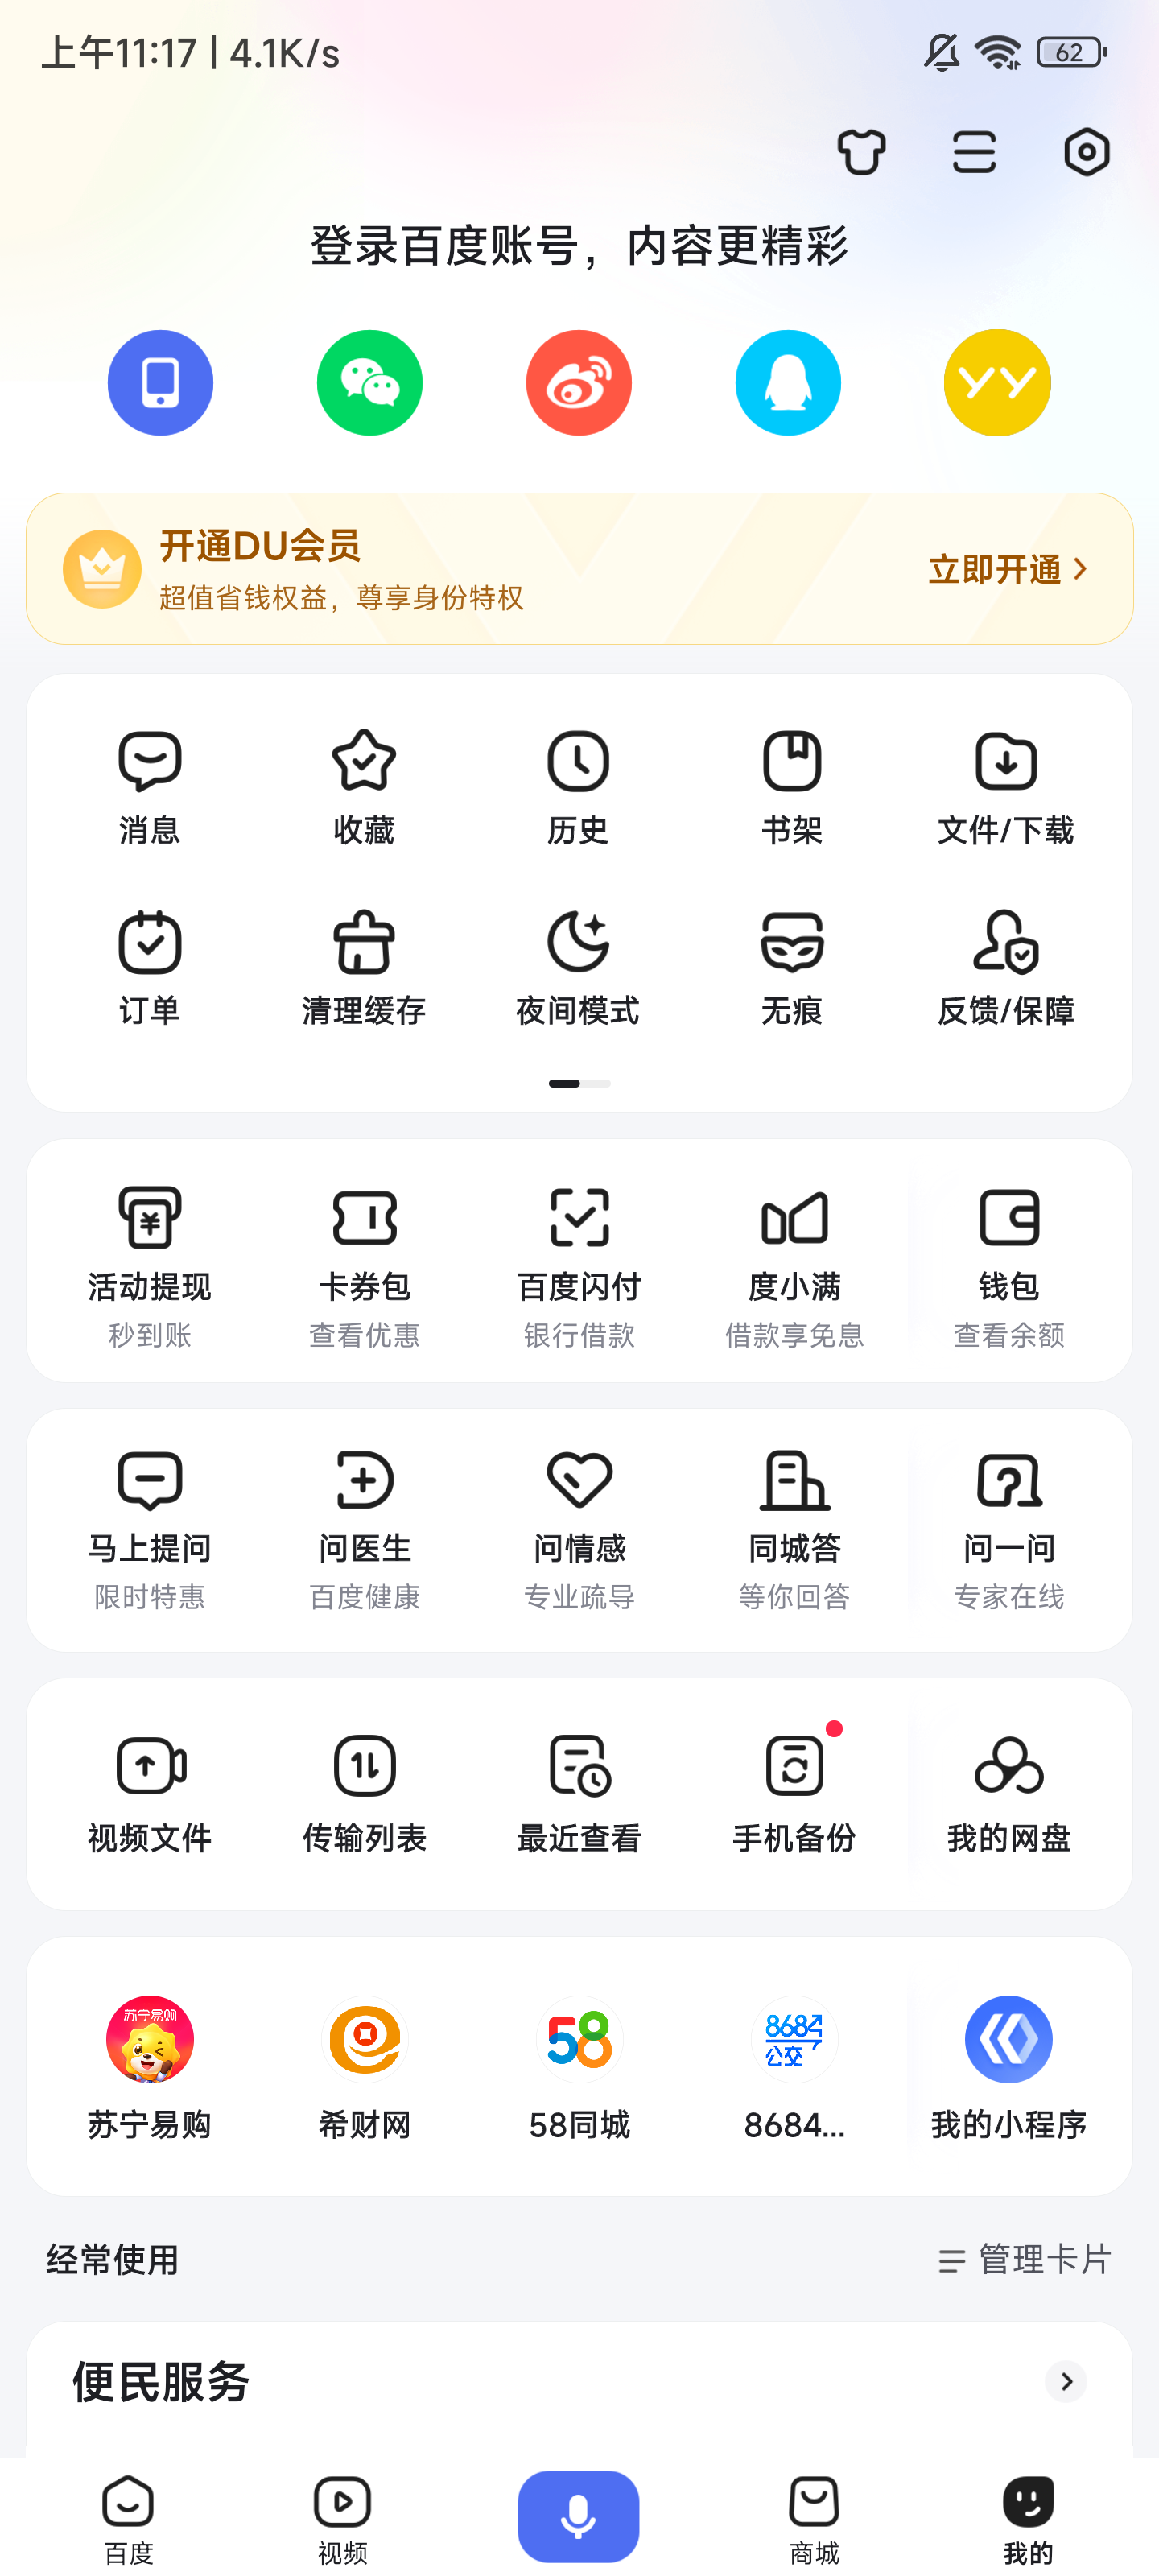 上午11:17 | 4.1K/s
62
登录百度账号，内容更精彩
开通DU会员
超值省钱权益，尊享身份特权
立即开通
消息 收藏 历史 书架 文件/下载
订单 清理缓存 夜间模式 无痕 反馈/保障
活动提现 卡券包 百度闪付 度小满 钱包
秒到账 查看优惠 银行借款 借款享免息 查看余额
马上提问 问医生 问情感 同城答 问一问
限时特惠 百度健康 专业疏导 等你回答 专家在线
视频文件 传输列表 最近查看 手机备份 我的网盘
苏宁易购 58 8684
公交
苏宁易购 希财网 58同城 8684... 我的小程序
经常使用 管理卡片
便民服务
百度 视频 商城 我的